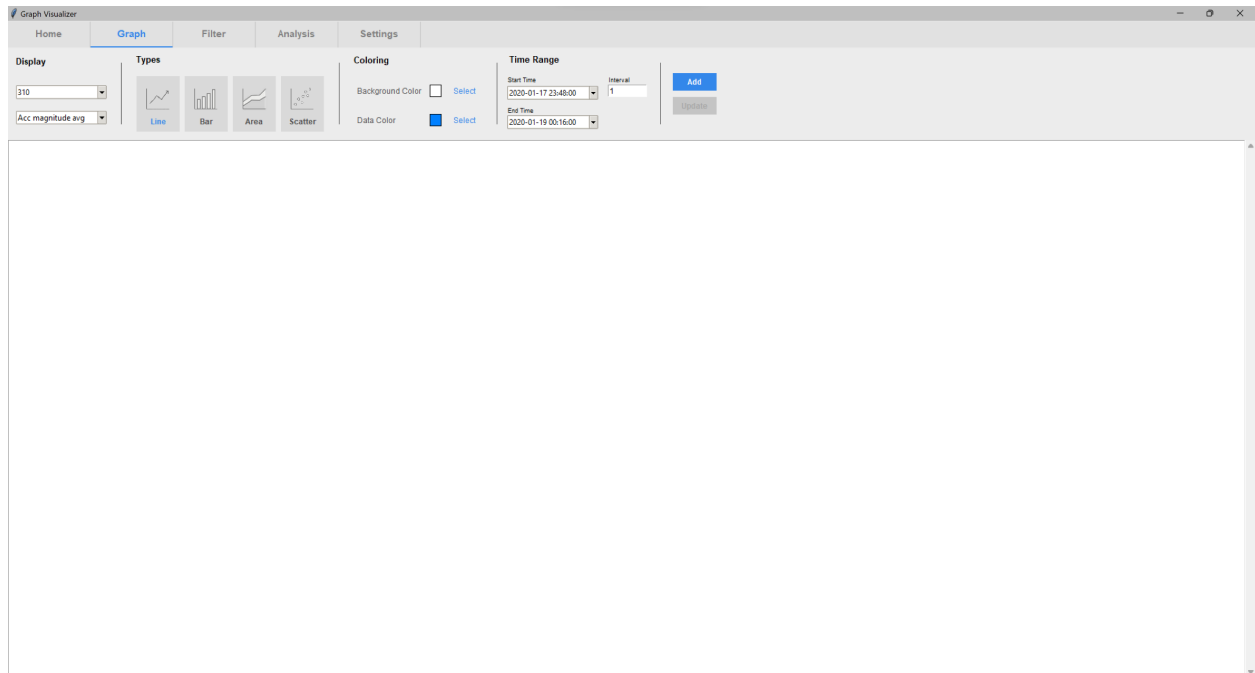 Graph Visualizer
Home Graph Filter Analysis Settings
Display Types Coloring Time Range
Start Time Interval
310 Background Color Select 2020-01-17 23:48:00 1 Add
End Time Update
Acc magnitude avg Line Bar Area Scatter Data Color Select 2020-01-19 00:16:00